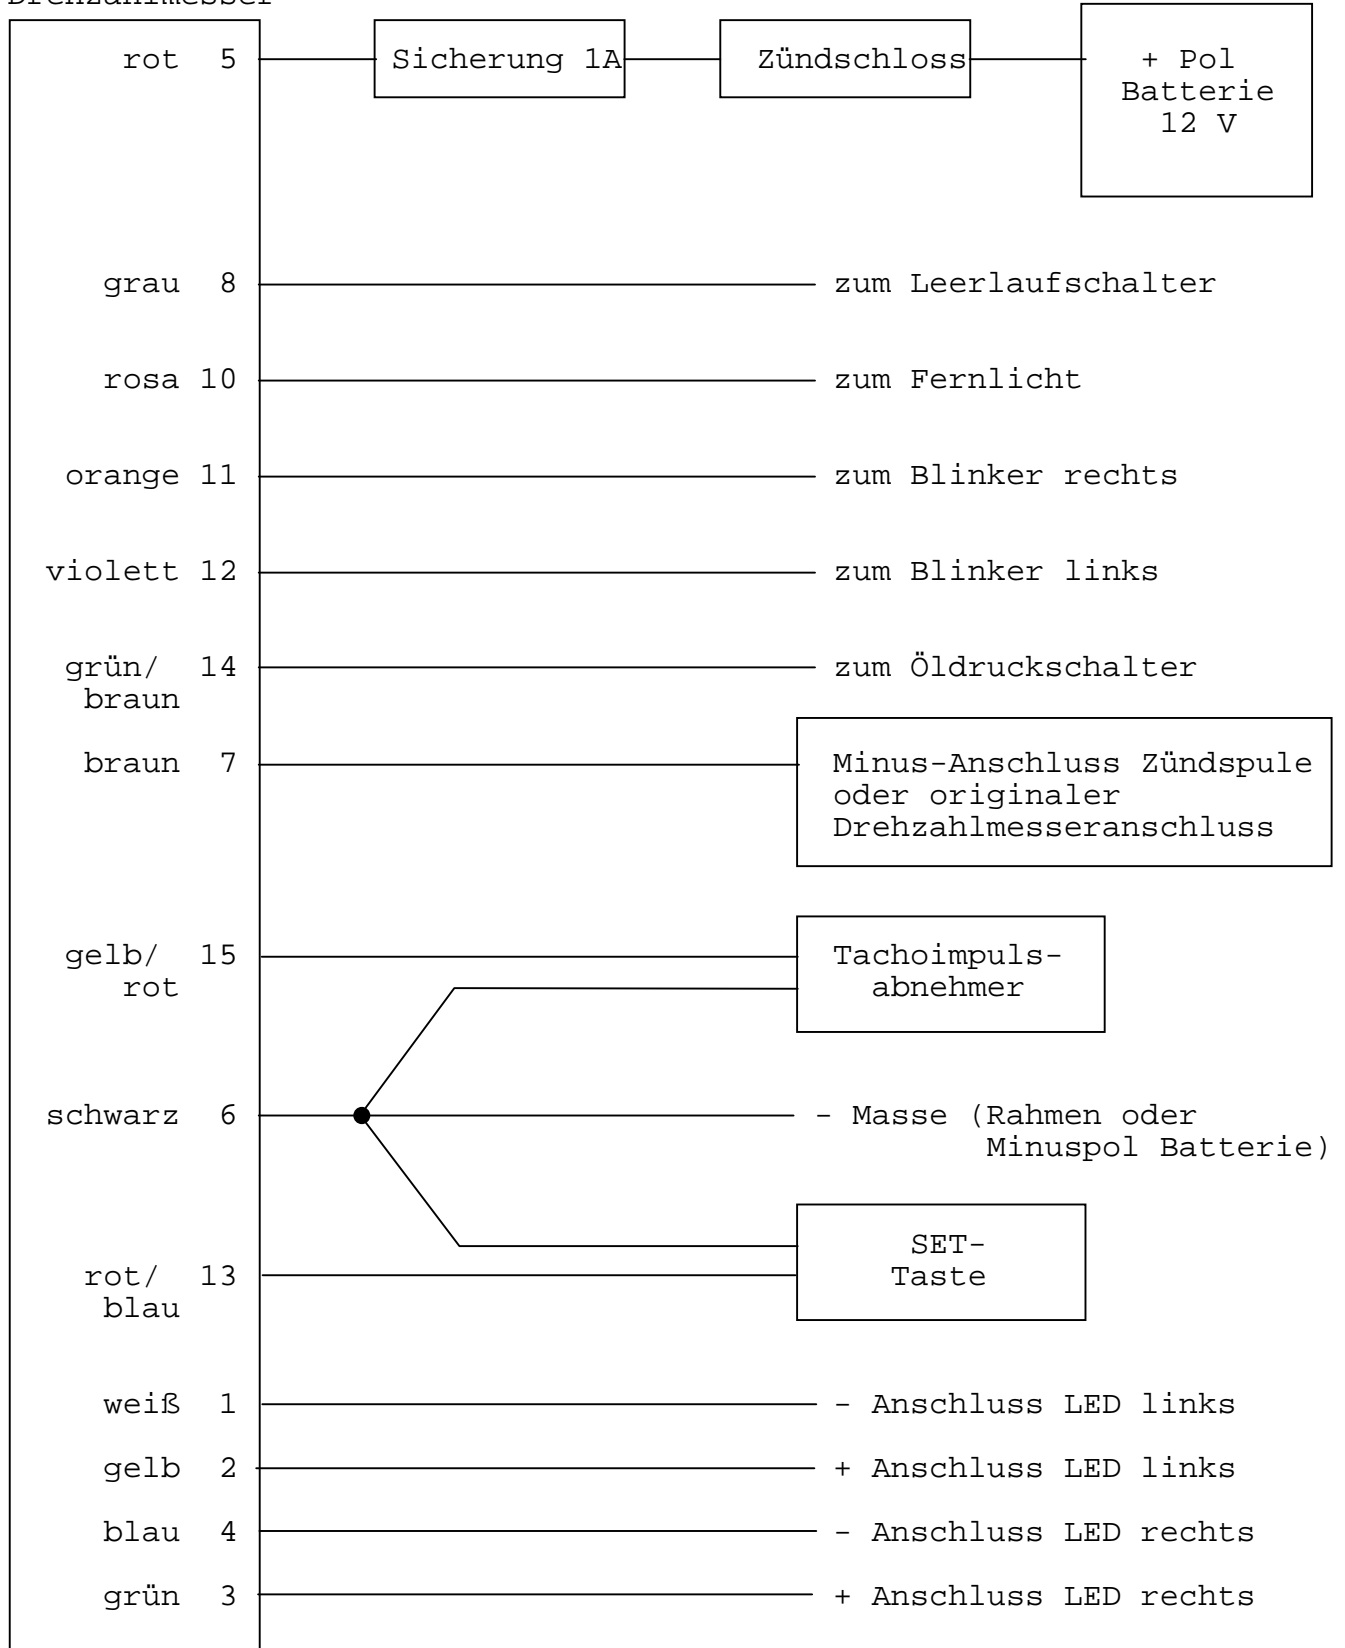 Drehzahlmesser
rot 5 Sicherung 1A Zündschloss + Pol
Batterie
12 V
grau 8 zum Leerlaufschalter
rosa 10 zum Fernlicht
orange 11 zum Blinker rechts
violett 12 zum Blinker links
grün/ 14 zum Öldruckschalter
braun
braun 7 Minus-Anschluss Zündspule
oder originaler
Drehzahlmesseranschluss
gelb/ 15 Tachoimpuls-
rot abnehmer
schwarz 6 - Masse (Rahmen oder
Minuspol Batterie)
SET-
rot/ 13 Taste
blau
weiß 1 - Anschluss LED links
gelb 2 + Anschluss LED links
blau 4 - Anschluss LED rechts
grün 3 + Anschluss LED rechts